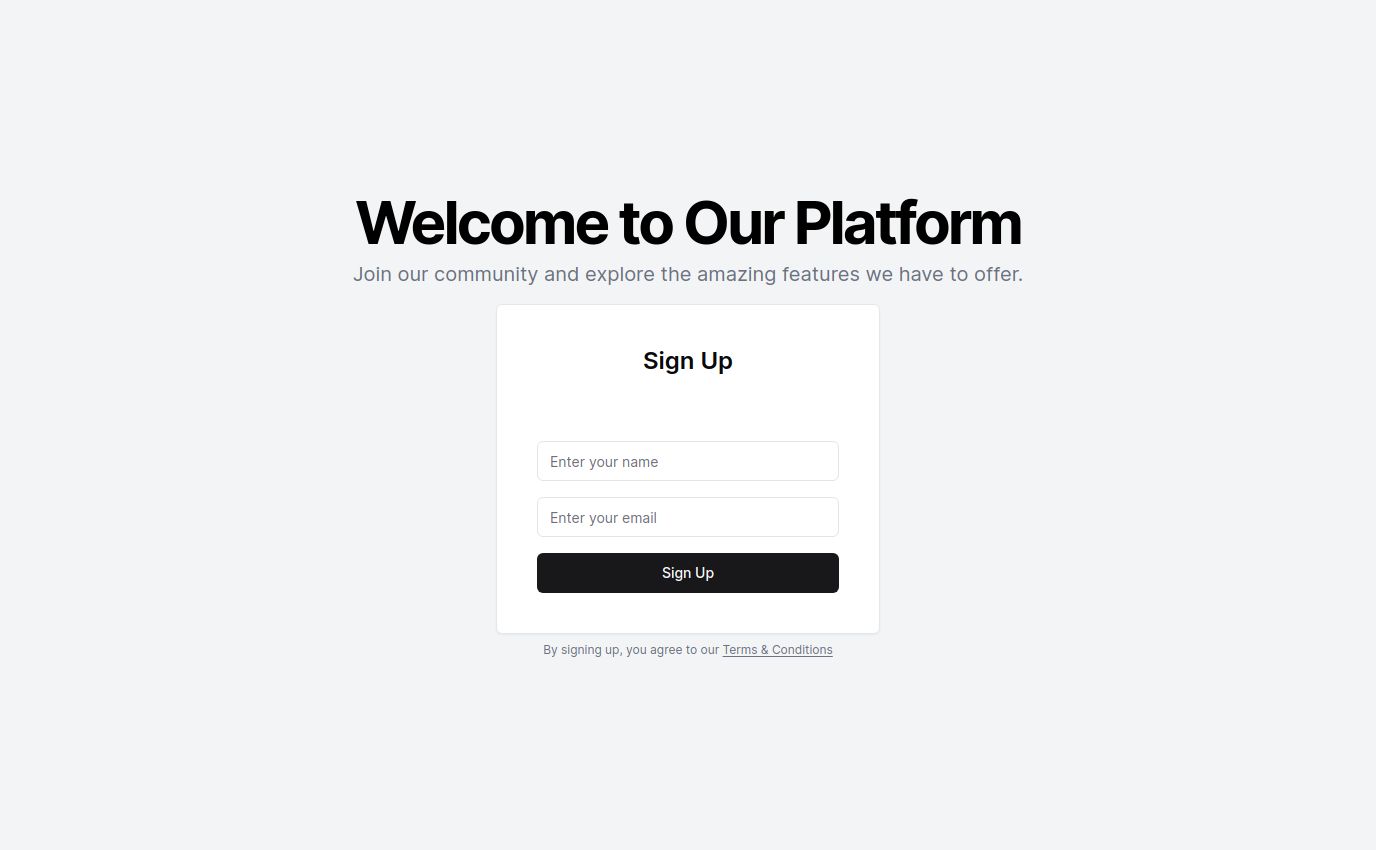 Welcome to Our Platform
Join our community and explore the amazing features we have to offer.
Sign Up
Enter your name
Enter your email
Sign Up
By signing up, you agree to our Terms & Conditions